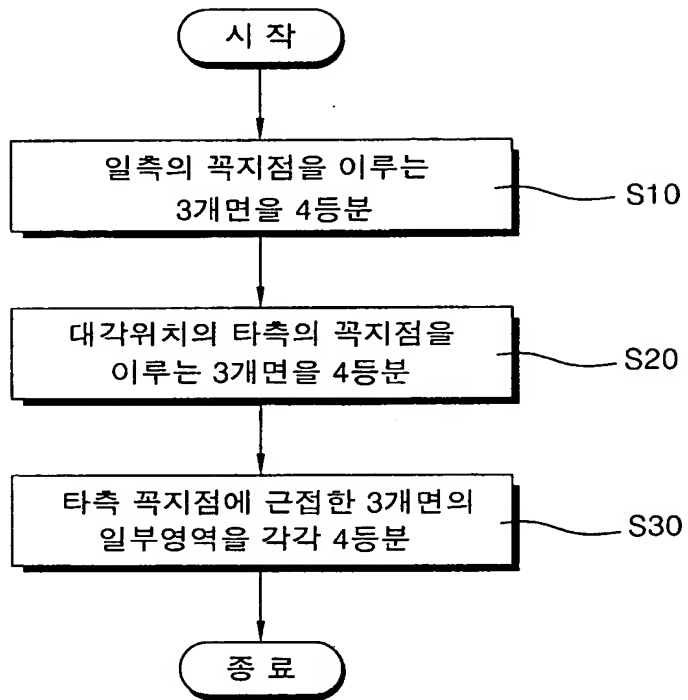 시 작
일측의 꼭지점을 이루는
3개면을 4등분
S10
대각위치의 타측의 꼭지점을
이루는 3개면을 4등분
S20
타측 꼭지점에 근접한 3개면의
일부영역을 각각 4등분
S30
종 료